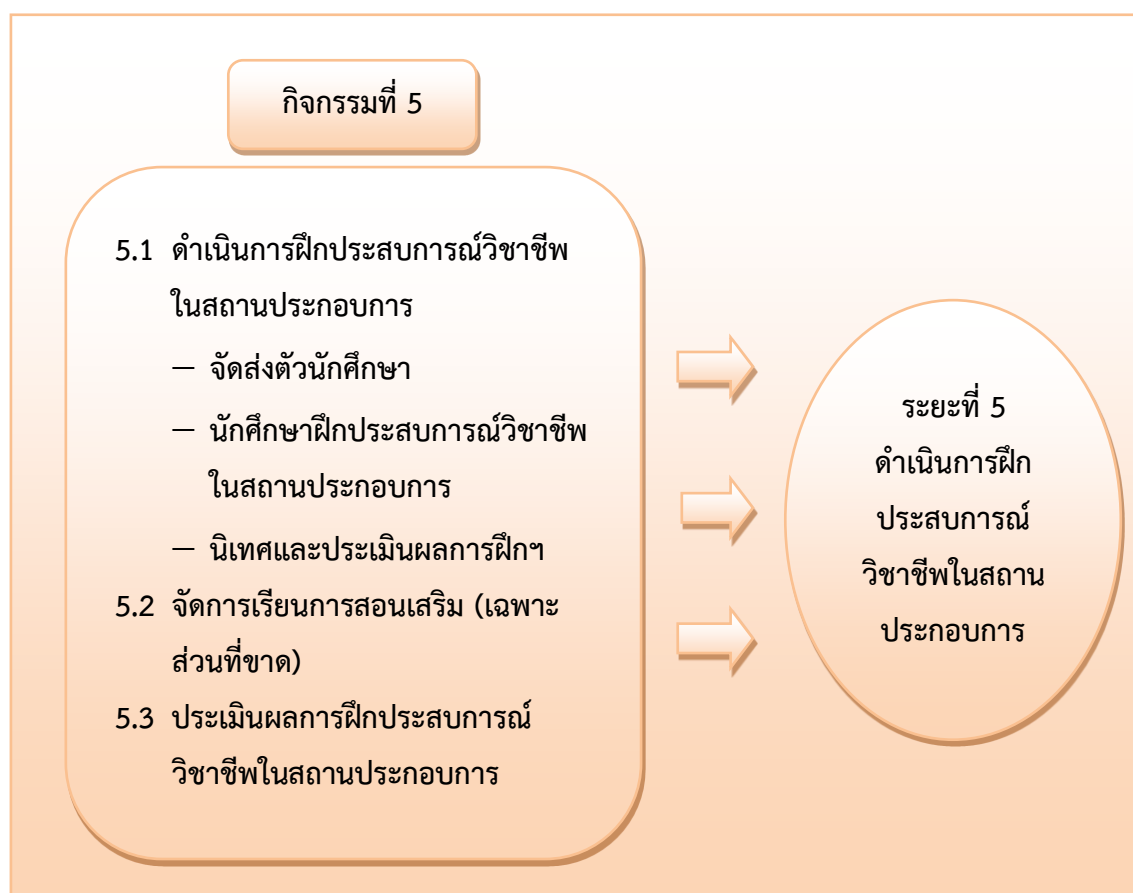 กิจกรรมที่ 5
5.1 ดำเนินการฝึกประสบการณ์วิชาชีพ
ในสถานประกอบการ
– จัดส่งตัวนักศึกษา
– นักศึกษาฝึกประสบการณ์วิชาชีพ
ในสถานประกอบการ
– นิเทศและประเมินผลการฝึกฯ
5.2 จัดการเรียนการสอนเสริม (เฉพาะ
ส่วนที่ขาด)
5.3 ประเมินผลการฝึกประสบการณ์
วิชาชีพในสถานประกอบการ
ระยะที่ 5
ดำเนินการฝึก
ประสบการณ์
วิชาชีพในสถาน
ประกอบการ